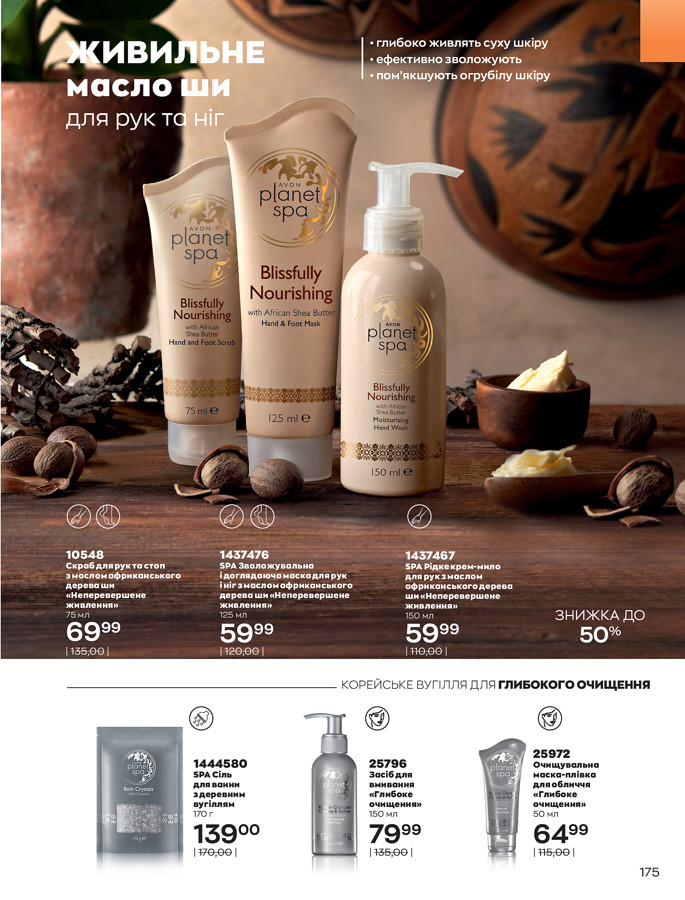 ЖИВИЛЬНЕ
масло ши
для рук та ніг
• глибоко живлять суху шкіру
• ефективно зволожують
• пом'якшують огрубілу шкіру
AVON
planet
spa
Blissfully
Nourishing
with African
Shea Butter
Hand and Foot Scrub
75 ml e
AVON
planet
spa
Blissfully
Nourishing
with African Shea Butter
Hand & Foot Mask
125 ml e
AVON
planet
spa
Blissfully
Nourishing
with African
Shea Butter
Moisturising
Hand Wash
150 ml e
10548
Скраб для рук та стоп
з маслом африканського
дерева ши
«Неперевершене
живлення»
75 мл
69 99
| 135,00 |
1437476
SPA Зволожувальна
і доглядаюча маска для рук
і ніг з маслом африканського
дерева ши «Неперевершене
живлення»
125 мл
59 99
| 120,00 |
1437467
SPA Рідке крем-мило
для рук з маслом
африканського дерева
ши «Неперевершене
живлення»
150 мл
59 99
| 110,00 |
ЗНИЖКА ДО
50%
КОРЕЙСЬКЕ ВУГІЛЛЯ ДЛЯ ГЛИБОКОГО ОЧИЩЕННЯ
planet
spa
Bath Crystals
1444580
SPA Сіль
для ванни
з деревним
вугіллям
170 г
139 00
| 170,00 |
planet
spa
25796
Засіб для
вмивання
«Глибоке
очищення»
150 мл
79 99
| 135,00 |
planet
spa
25972
Очищувальна
маска-плівка
для обличчя
«Глибоке
очищення»
50 мл
64 99
| 115,00 |
175